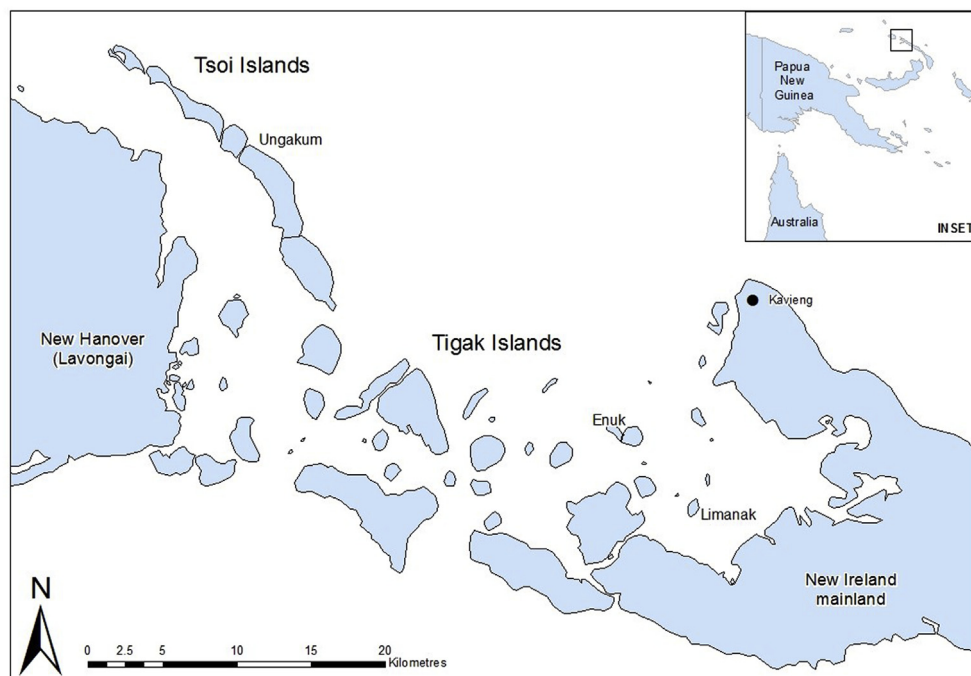 Tsoi Islands
Ungakum
Papua
New
Guinea
Australia
INSET
Kavieng
New Hanover
(Lavongai)
Tigak Islands
Enuk
Limanak
New Ireland
mainland
N
0 2.5 5 10 15 20
Kilometres